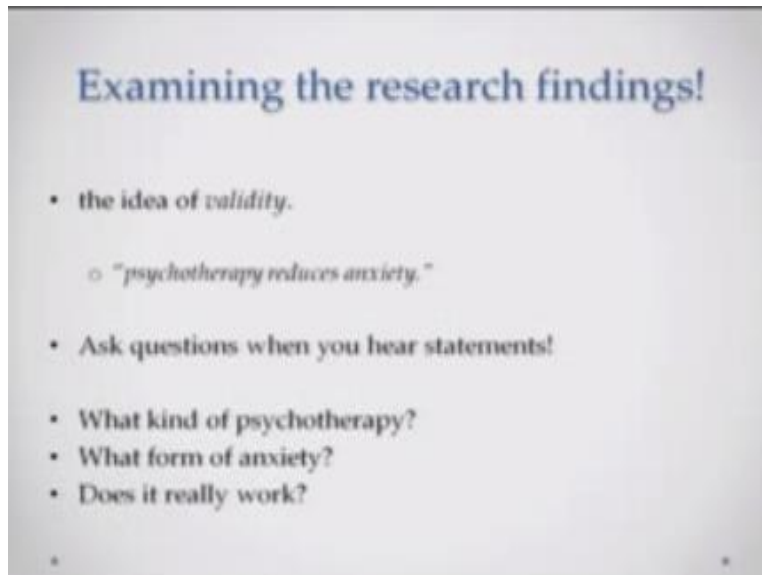 Examining the research findings!
• the idea of validity.
o "psychotherapy reduces anxiety."
• Ask questions when you hear statements!
• What kind of psychotherapy?
• What form of anxiety?
• Does it really work?